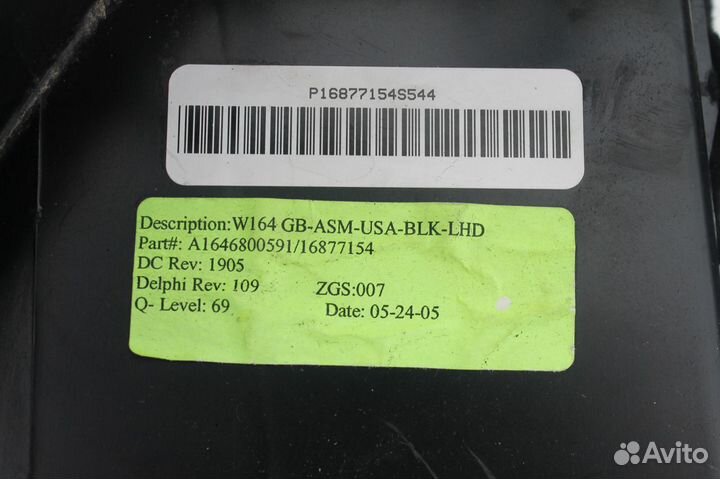 P16877154S544
Description:W164 GB-ASM-USA-BLK-LHD
Part#: A1646800591/16877154
DC Rev: 1905
Delphi Rev: 109 ZGS:007
Q- Level: 69 Date: 05-24-05
Avito